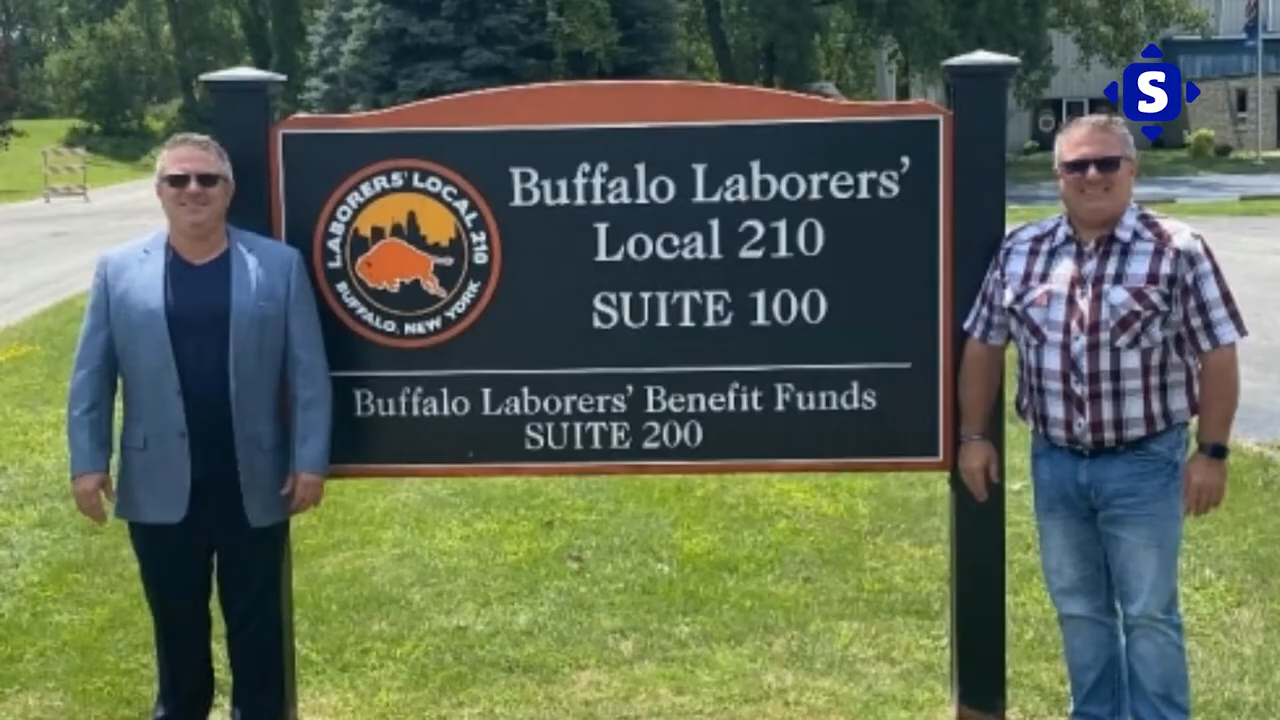 LABORERS' LOCAL 210
BUFFALO, NEW YORK
Buffalo Laborers'
Local 210
SUITE 100
Buffalo Laborers' Benefit Funds
SUITE 200
S